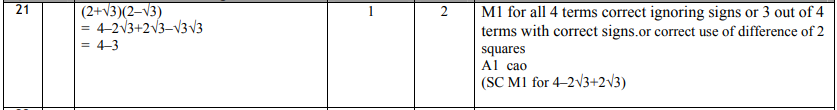 21 (2+√3)(2–√3) 1 2 M1 for all 4 terms correct ignoring signs or 3 out of 4
= 4–2√3+2√3–√3√3 terms with correct signs.or correct use of difference of 2
= 4–3 squares
A1 cao
(SC M1 for 4–2√3+2√3)